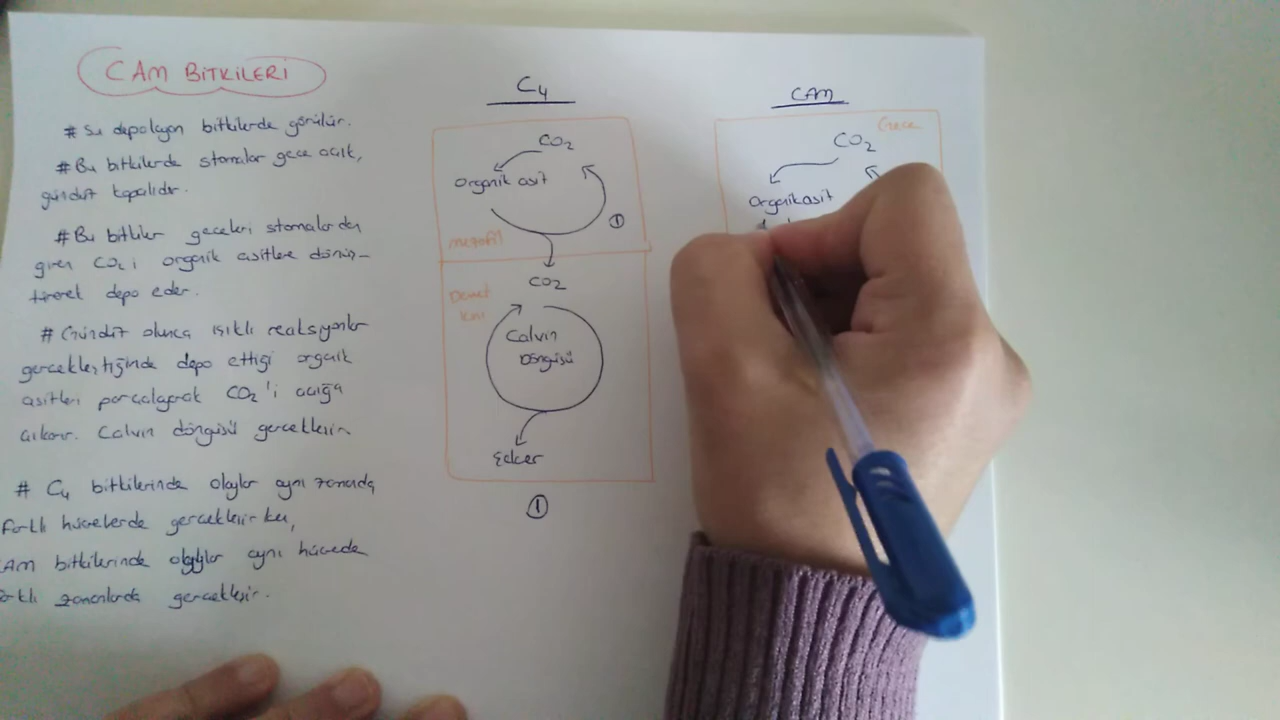 CAM BİTKİLERİ
# Su depolayan bitkilerde görülür.
# Bu bitkilerde stomalar gece açık,
gündüz kapalıdır.
# Bu bitkiler geceleri stomalardan
giren CO2 i organik asitlere dönüş-
türerek depo eder.
# Gündüz olunca ışıklı reaksiyonlar
gerçekleştiğinde depo ettiği organik
asitleri parçalayarak CO2 'i açığa
çıkarır. Calvin döngüsü gerçekleşir.
# C4 bitkilerinde olaylar aynı zamanda
farklı hücrelerde gerçekleşirken,
CAM bitkilerinde olaylar aynı hücrede
farklı zamanlarda gerçekleşir.
C4
CO2
Organik asit
①
mezofil
CO2
Demet
kını
Calvin
Döngüsü
Şeker
①
CAM
Gece
CO2
Organik asit